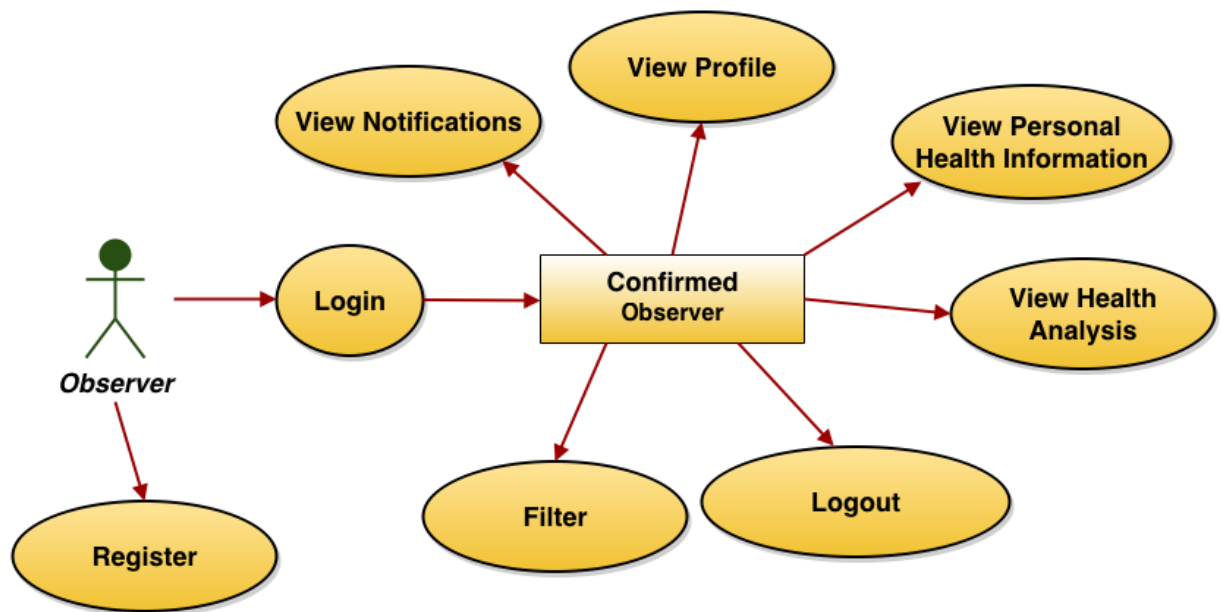 View Profile
View Notifications
View Personal
Health Information
Confirmed
Observer
Login
View Health
Analysis
Observer
Filter
Logout
Register